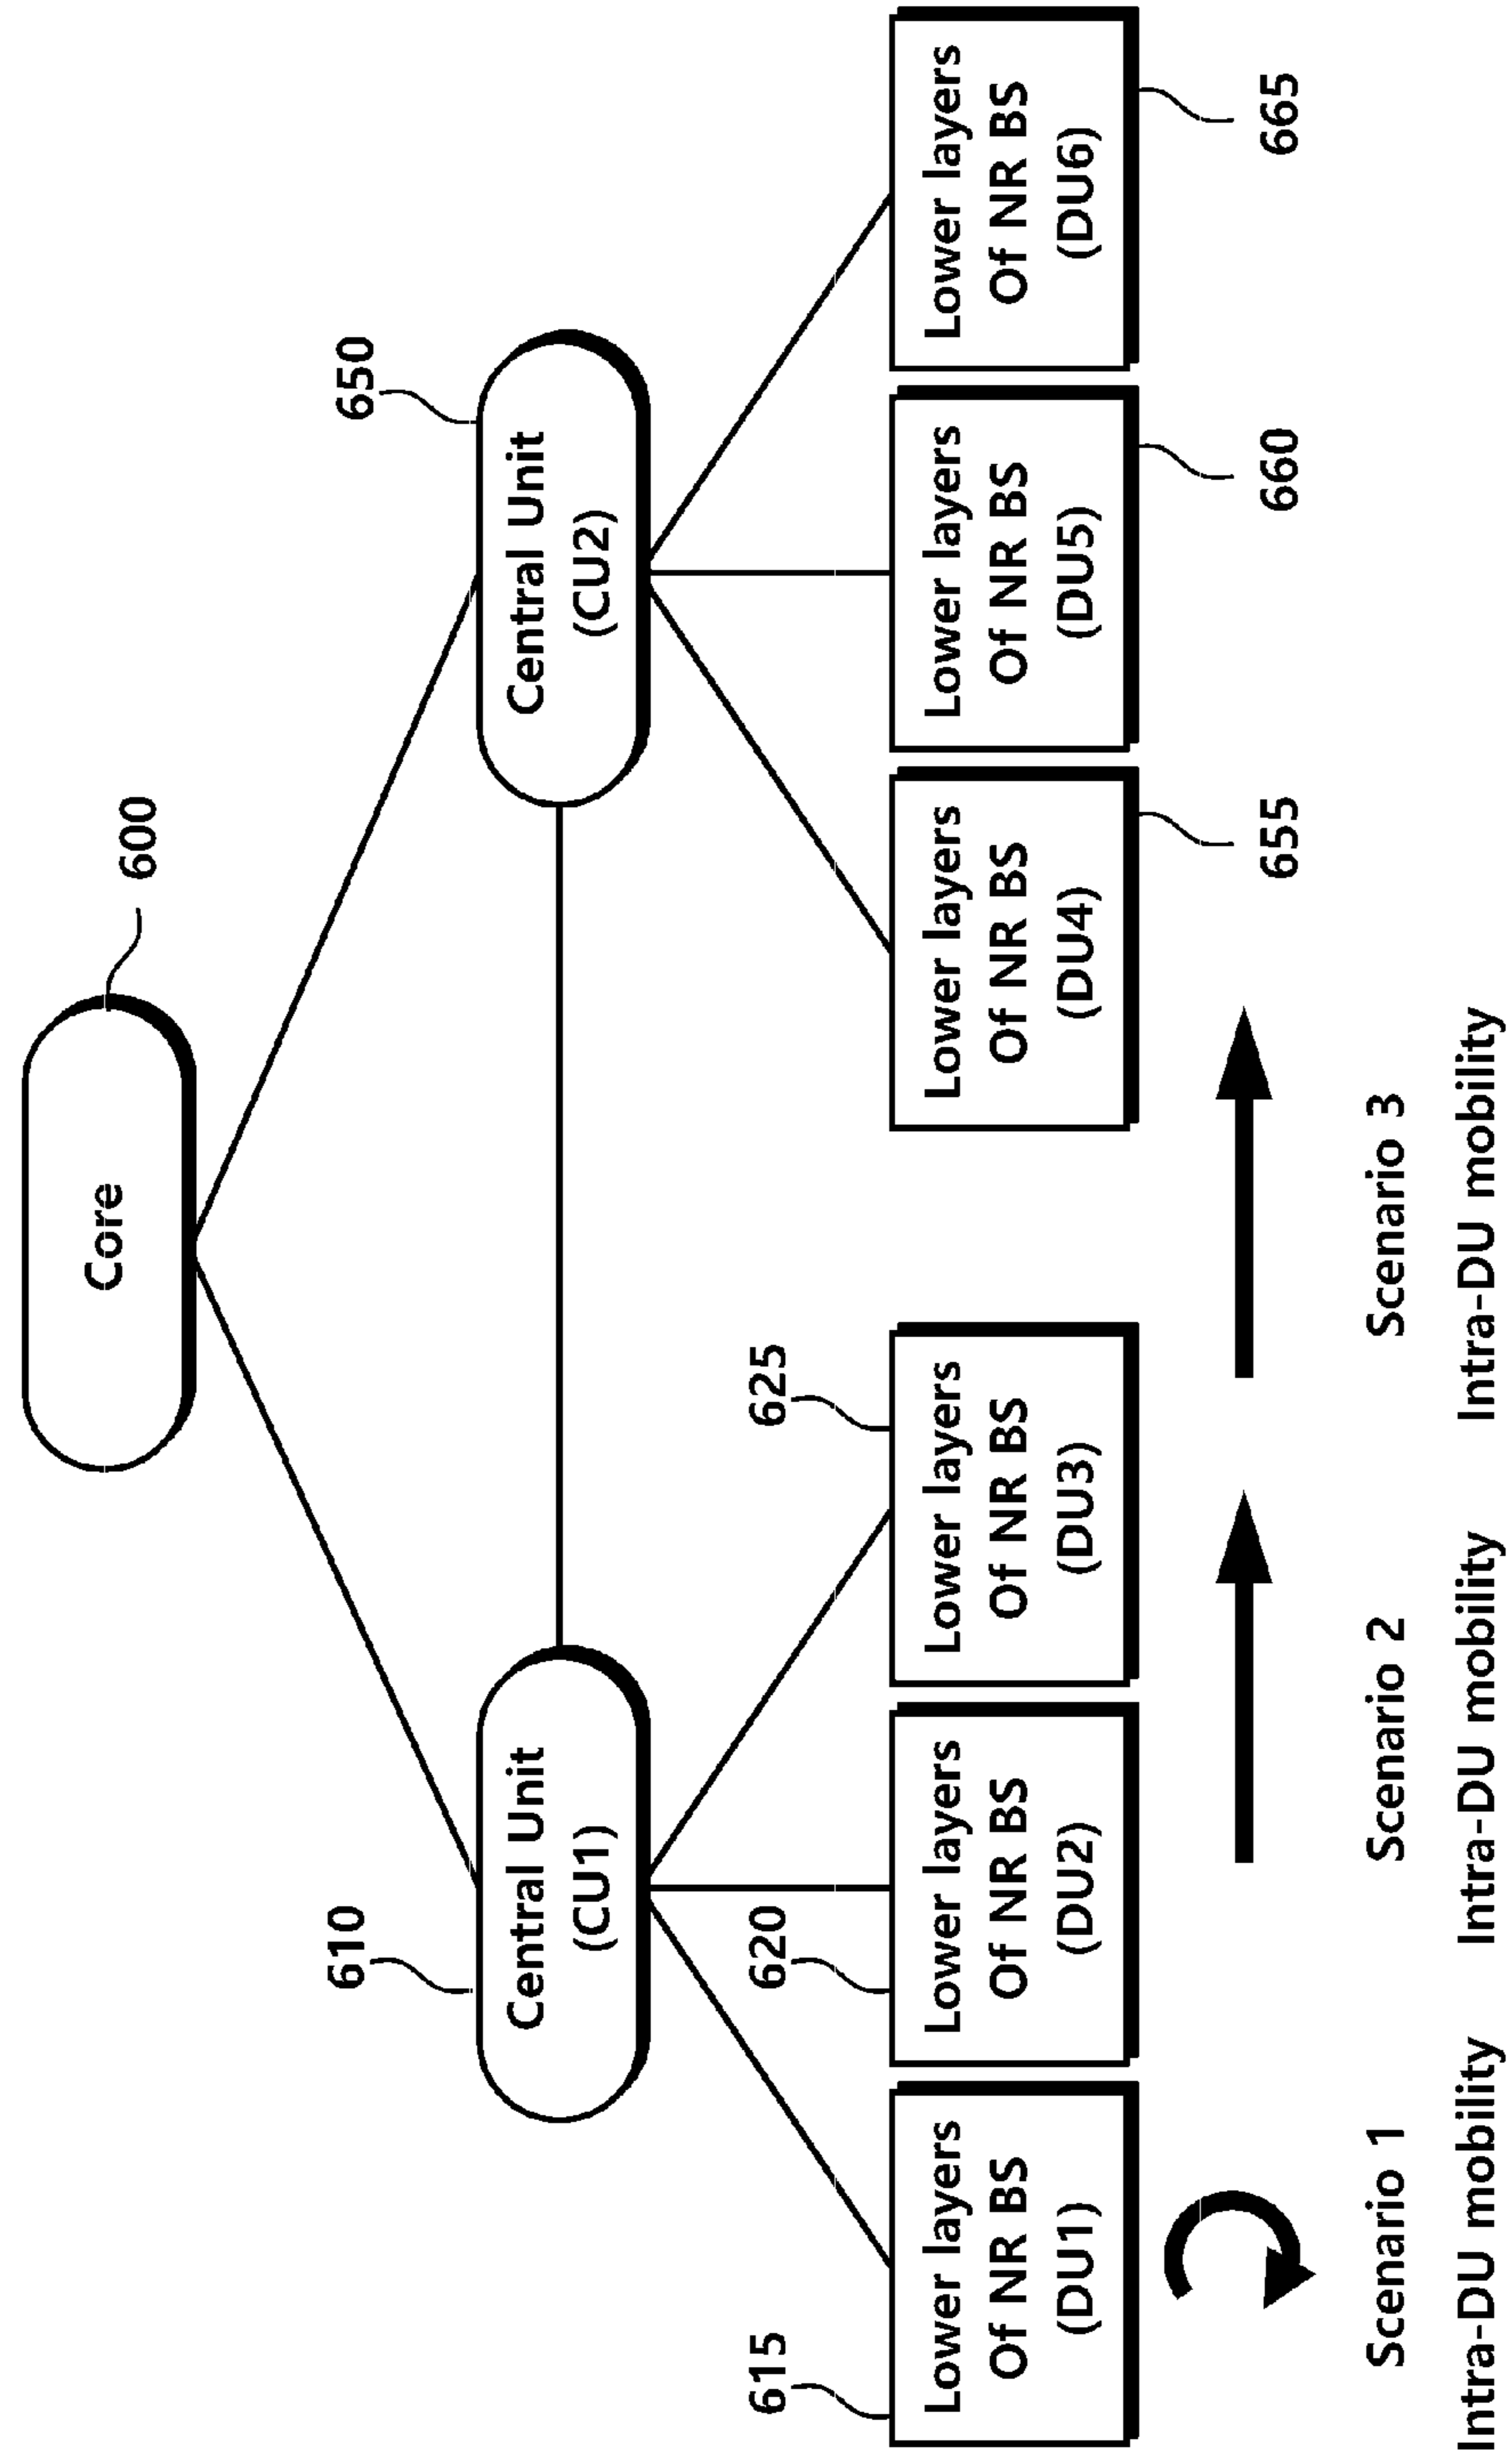 Core
600
610
Central Unit
(CU1)
650
Central Unit
(CU2)
615
Lower layers
Of NR BS
(DU1)
620
Lower layers
Of NR BS
(DU2)
625
Lower layers
Of NR BS
(DU3)
Lower layers
Of NR BS
(DU4)
655
Lower layers
Of NR BS
(DU5)
660
Lower layers
Of NR BS
(DU6)
665
Scenario 1
Intra-DU mobility
Scenario 2
Intra-DU mobility
Scenario 3
Intra-DU mobility